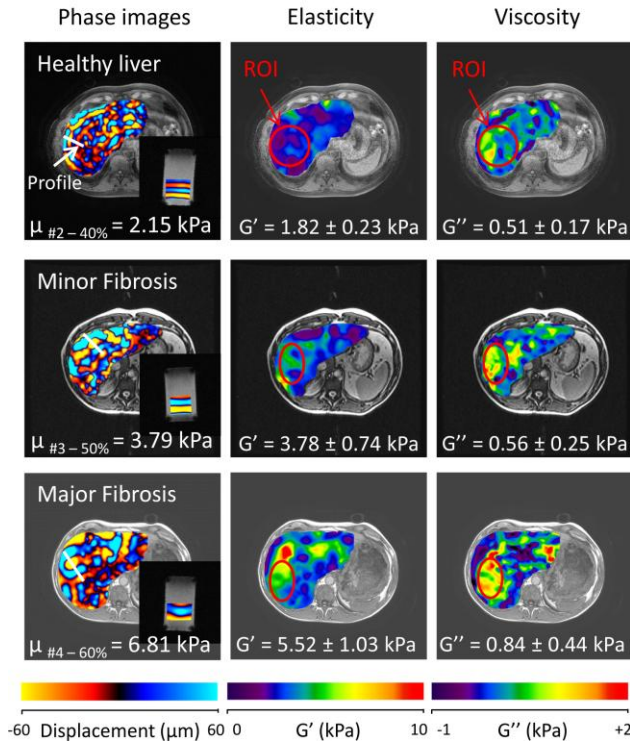 Phase images Elasticity Viscosity
Healthy liver ROI ROI
Profile
μ #2 – 40% = 2.15 kPa G’ = 1.82 ± 0.23 kPa G’’ = 0.51 ± 0.17 kPa
Minor Fibrosis
μ #3 – 50% = 3.79 kPa G’ = 3.78 ± 0.74 kPa G’’ = 0.56 ± 0.25 kPa
Major Fibrosis
μ #4 – 60% = 6.81 kPa G’ = 5.52 ± 1.03 kPa G’’ = 0.84 ± 0.44 kPa
-60 Displacement (μm) 60 0 G’ (kPa) 10 -1 G’’ (kPa) +2